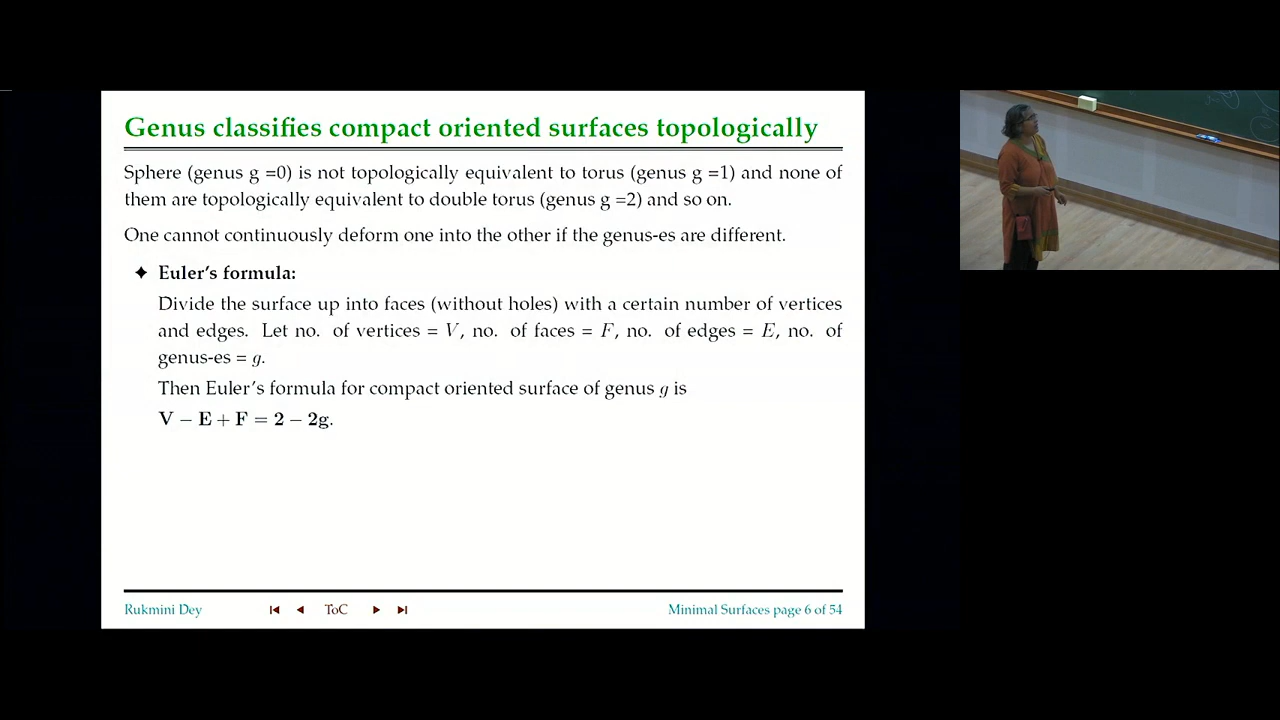 Genus classifies compact oriented surfaces topologically
Sphere (genus g =0) is not topologically equivalent to torus (genus g =1) and none of
them are topologically equivalent to double torus (genus g =2) and so on.
One cannot continuously deform one into the other if the genus-es are different.
✦ Euler's formula:
Divide the surface up into faces (without holes) with a certain number of vertices
and edges. Let no. of vertices = V, no. of faces = F, no. of edges = E, no. of
genus-es = g.
Then Euler's formula for compact oriented surface of genus g is
V − E + F = 2 − 2g.
Rukmini Dey
ToC
Minimal Surfaces page 6 of 54